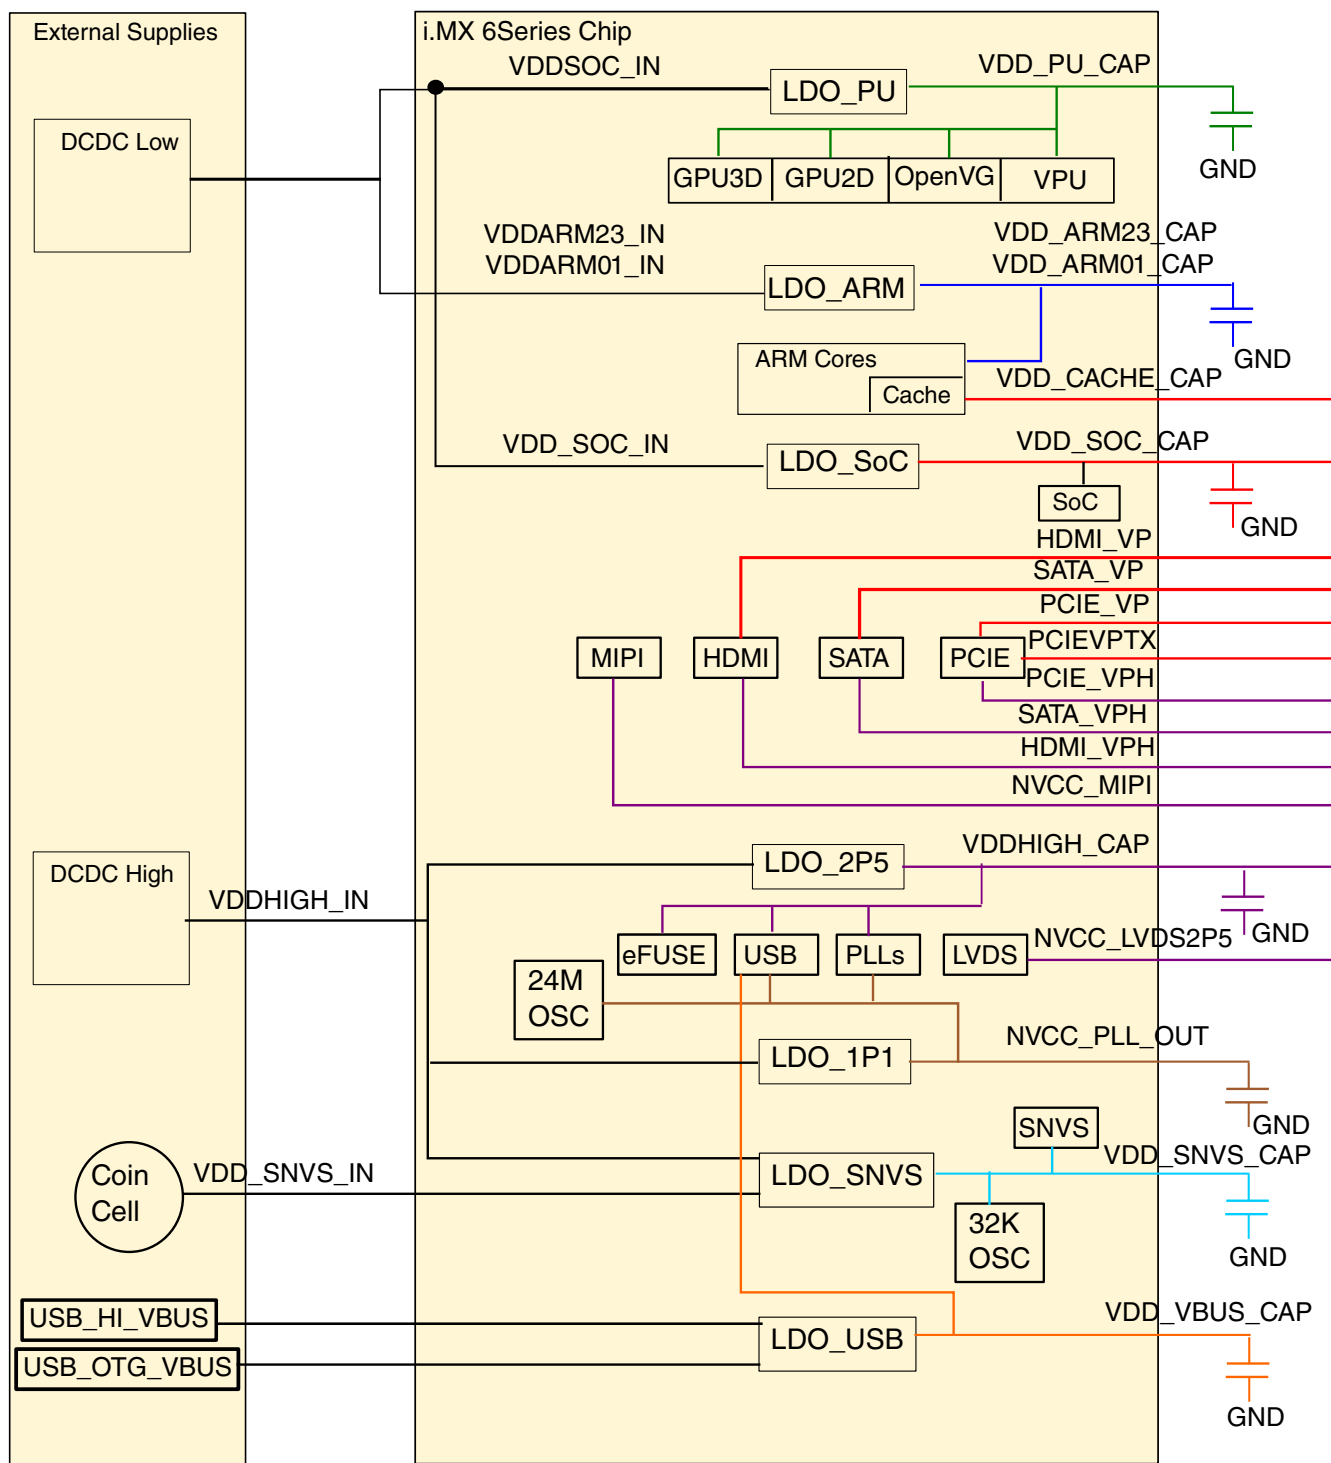 External Supplies
i.MX 6Series Chip
VDDSOC_IN
VDD_PU_CAP
LDO_PU
DCDC Low
GND
GPU3D
GPU2D
OpenVG
VPU
VDDARM23_IN
VDDARM01_IN
VDD_ARM23_CAP
VDD_ARM01_CAP
LDO_ARM
GND
ARM Cores
Cache
VDD_CACHE_CAP
VDD_SOC_IN
LDO_SoC
VDD_SOC_CAP
SoC
GND
HDMI_VP
SATA_VP
PCIE_VP
PCIEVPTX
MIPI
HDMI
SATA
PCIE
PCIE_VPH
SATA_VPH
HDMI_VPH
NVCC_MIPI
VDDHIGH_CAP
LDO_2P5
DCDC High
VDDHIGH_IN
GND
NVCC_LVDS2P5
eFUSE
USB
PLLs
LVDS
24M
OSC
NVCC_PLL_OUT
LDO_1P1
GND
SNVS
VDD_SNVS_CAP
Coin
Cell
VDD_SNVS_IN
LDO_SNVS
32K
OSC
GND
USB_HI_VBUS
USB_OTG_VBUS
LDO_USB
VDD_VBUS_CAP
GND